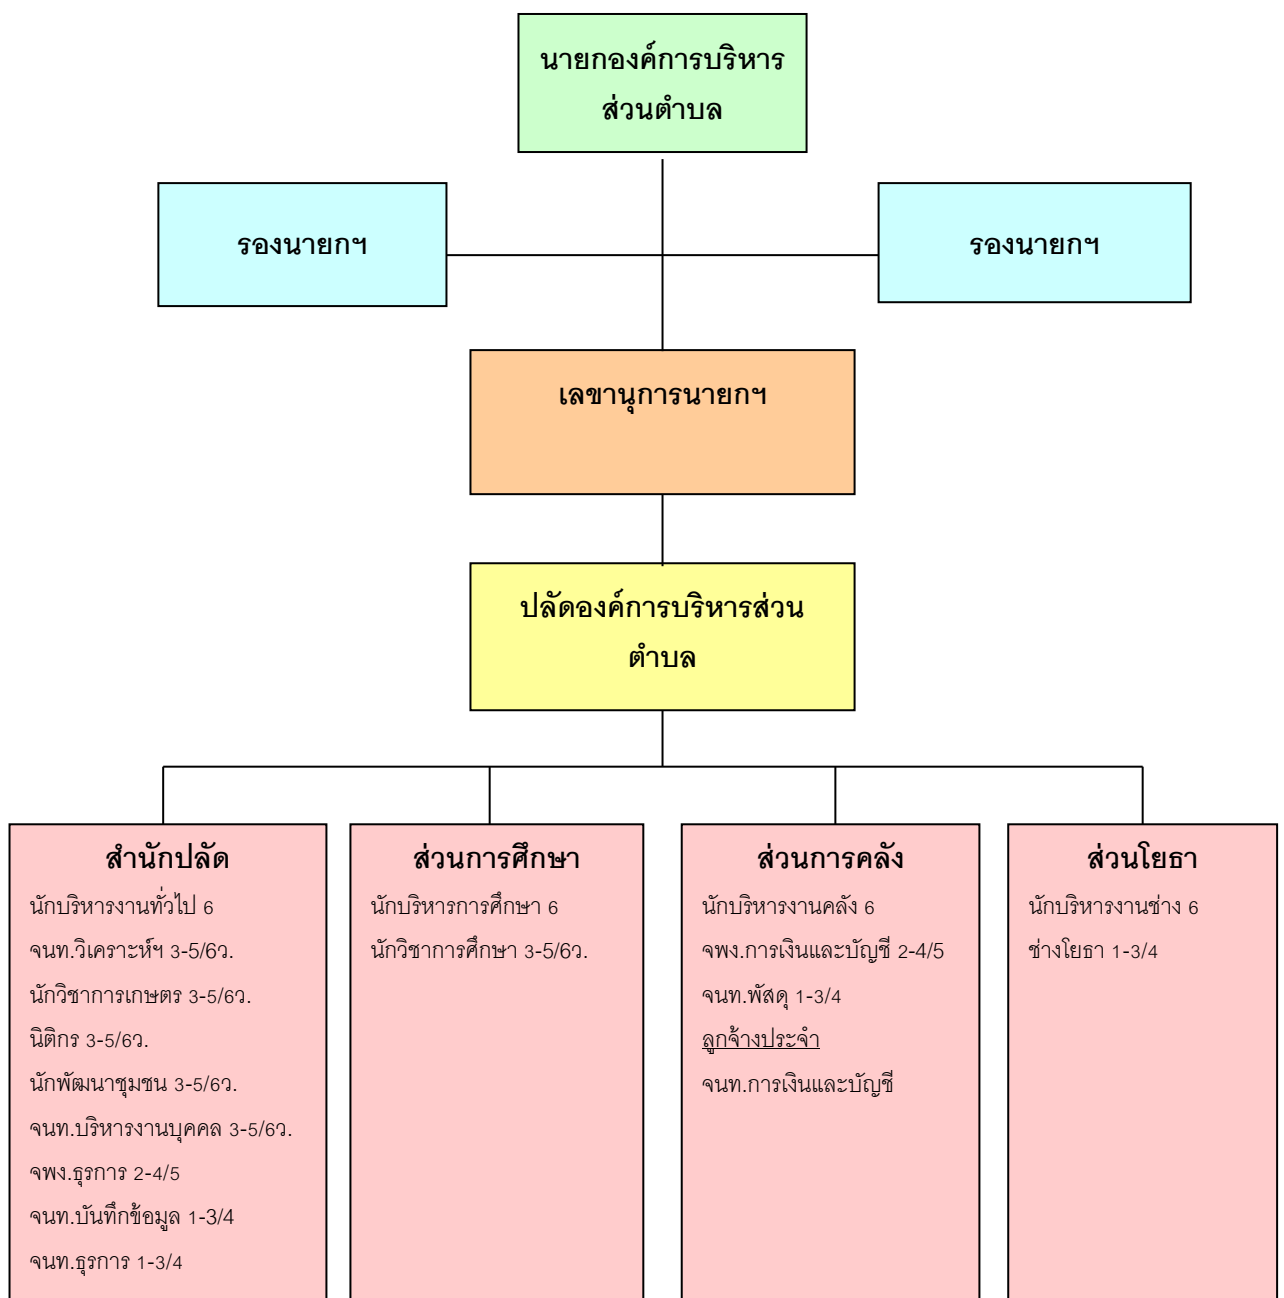 นายกองค์การบริหาร
ส่วนตำบล
รองนายกฯ
รองนายกฯ
เลขานุการนายกฯ
ปลัดองค์การบริหารส่วน
ตำบล
สำนักปลัด
นักบริหารงานทั่วไป 6
จนท.วิเคราะห์ฯ 3-5/6ว.
นักวิชาการเกษตร 3-5/6ว.
นิติกร 3-5/6ว.
นักพัฒนาชุมชน 3-5/6ว.
จนท.บริหารงานบุคคล 3-5/6ว.
จพง.ธุรการ 2-4/5
จนท.บันทึกข้อมูล 1-3/4
จนท.ธุรการ 1-3/4
ส่วนการศึกษา
นักบริหารการศึกษา 6
นักวิชาการศึกษา 3-5/6ว.
ส่วนการคลัง
นักบริหารงานคลัง 6
จพง.การเงินและบัญชี 2-4/5
จนท.พัสดุ 1-3/4
ลูกจ้างประจำ
จนท.การเงินและบัญชี
ส่วนโยธา
นักบริหารงานช่าง 6
ช่างโยธา 1-3/4